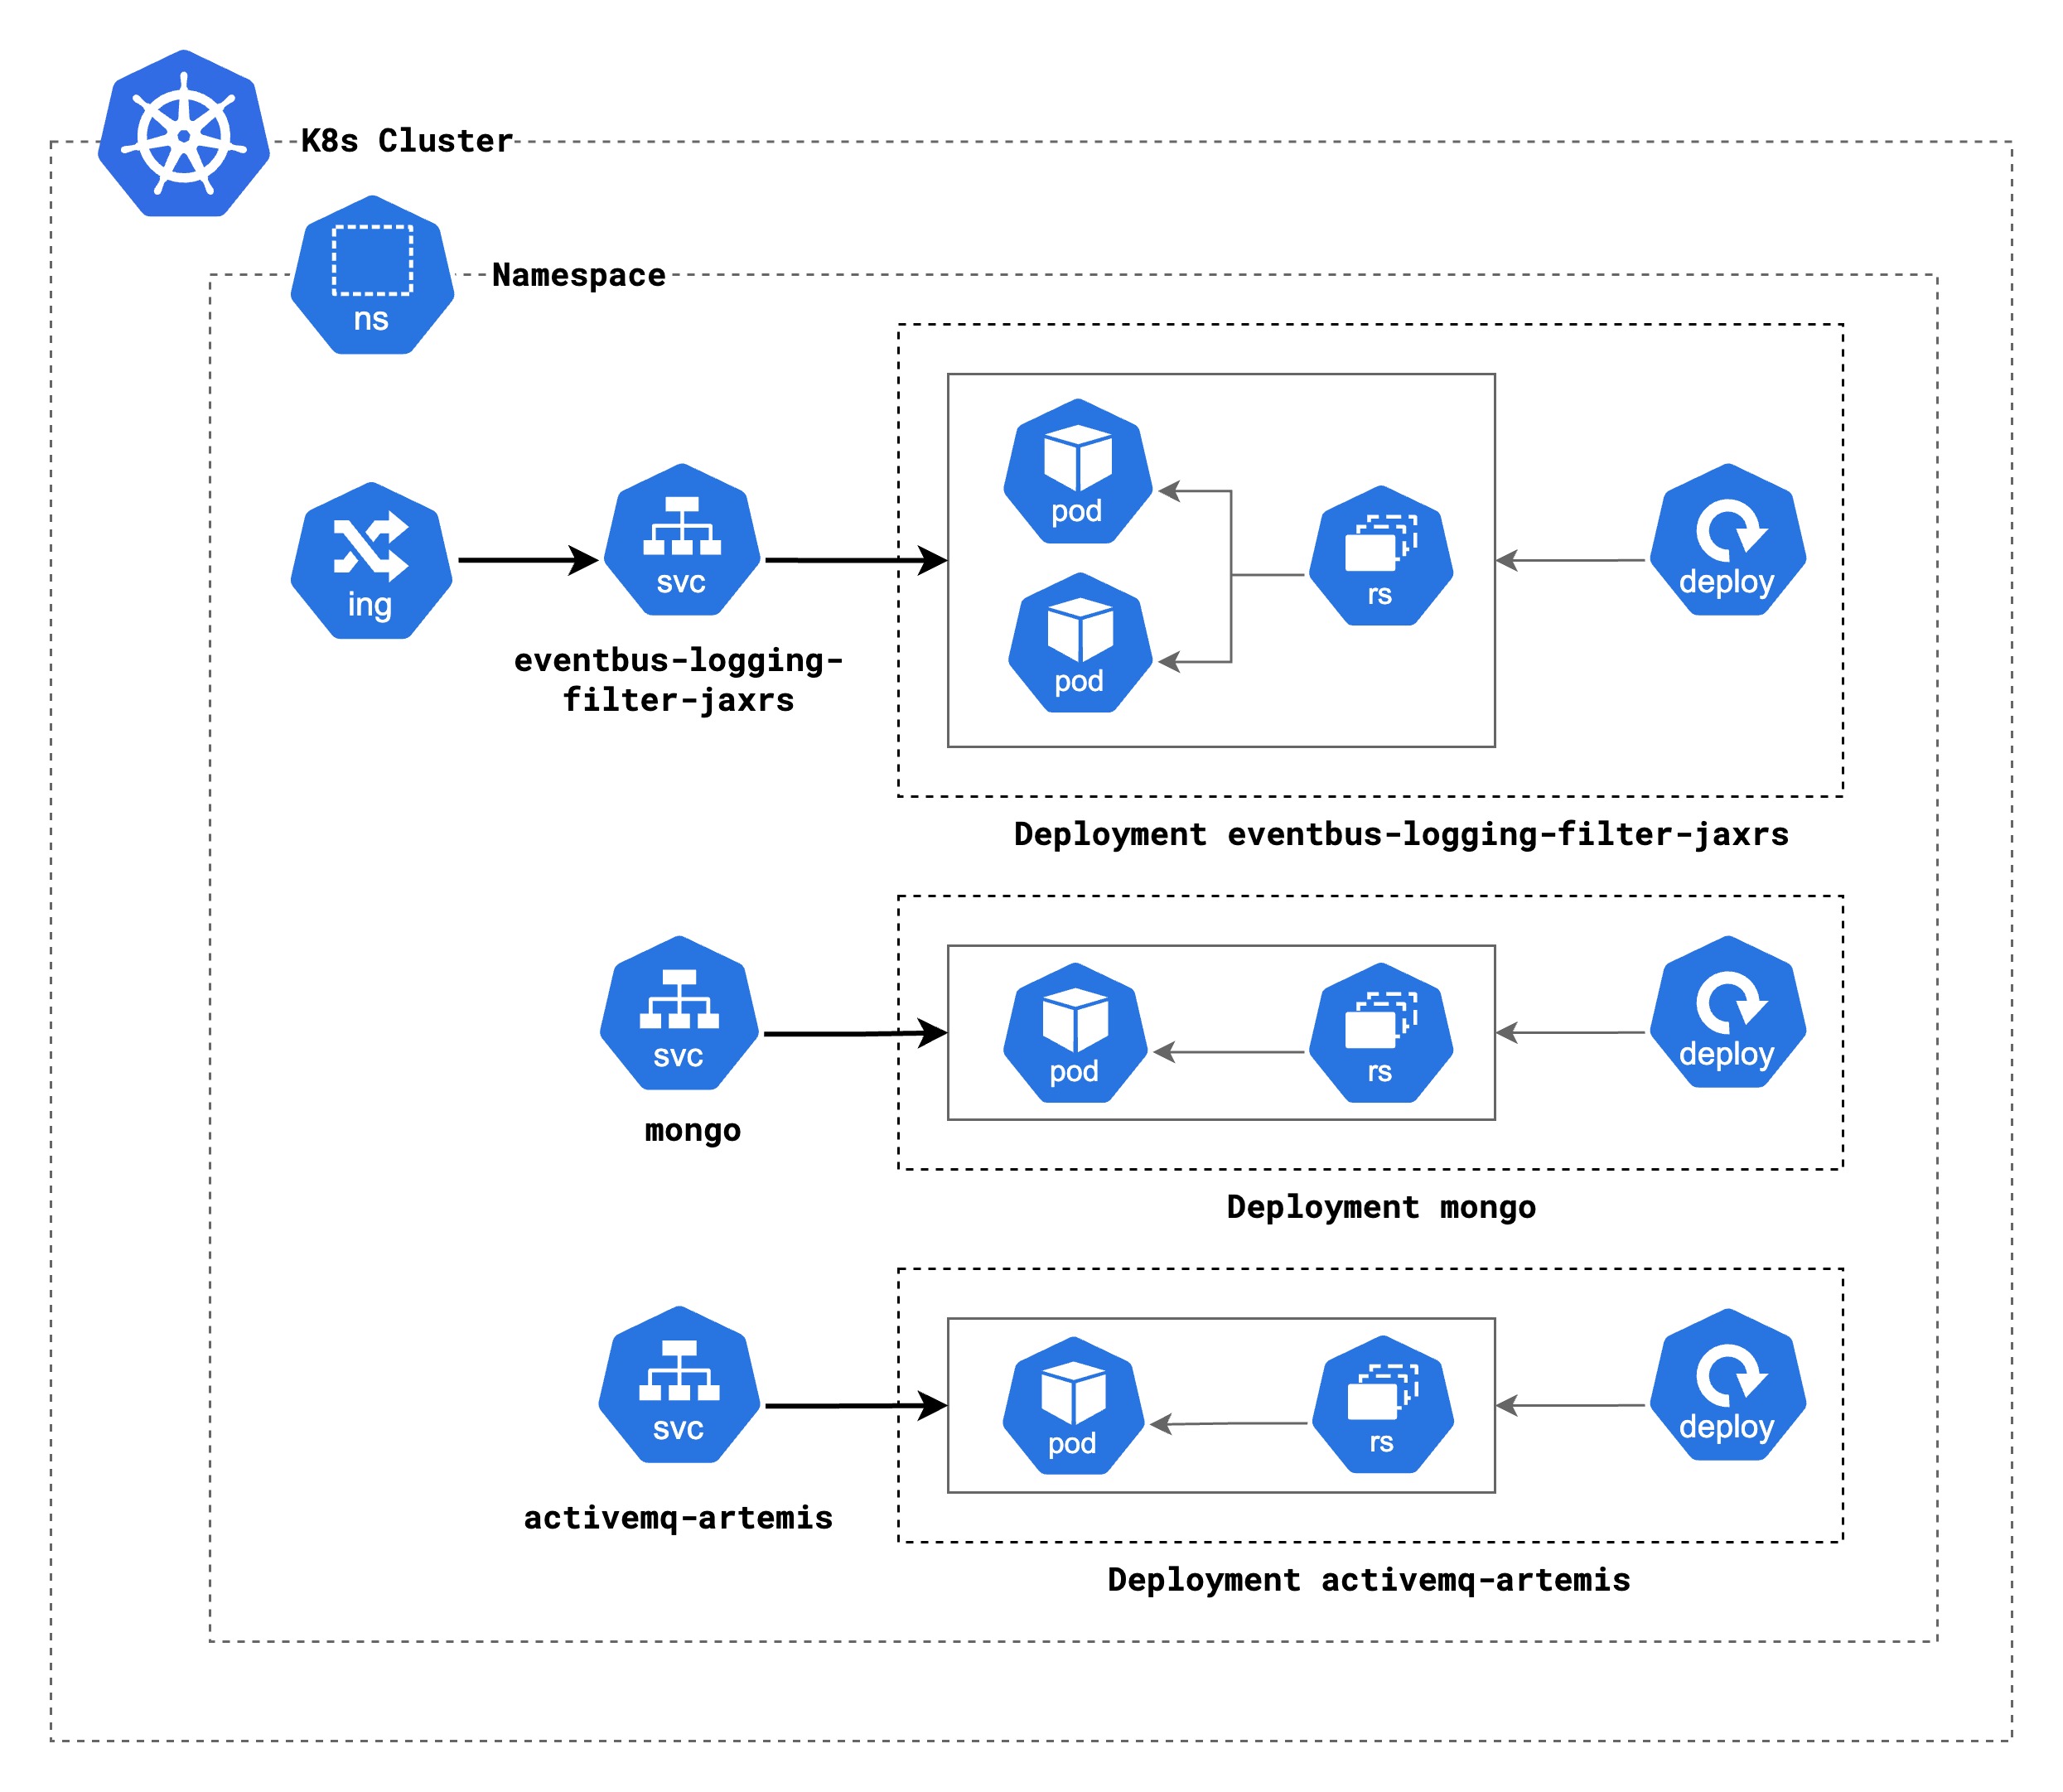 K8s Cluster
ns
Namespace
ing
svc
eventbus-logging-
filter-jaxrs
pod
pod
rs
deploy
Deployment eventbus-logging-filter-jaxrs
svc
mongo
pod
rs
deploy
Deployment mongo
svc
activemq-artemis
pod
rs
deploy
Deployment activemq-artemis